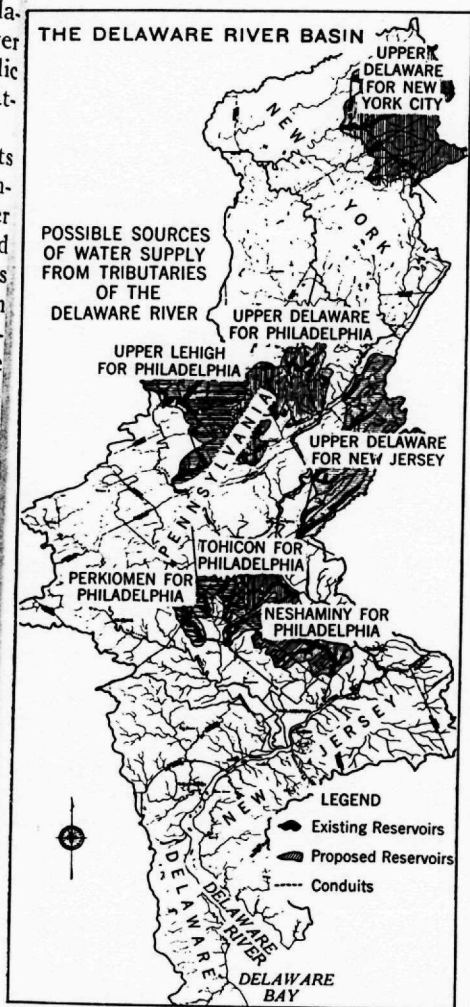 THE DELAWARE RIVER BASIN
UPPER
DELAWARE
FOR NEW
YORK CITY
NEW YORK
POSSIBLE SOURCES
OF WATER SUPPLY
FROM TRIBUTARIES
OF THE
DELAWARE RIVER
UPPER DELAWARE
FOR PHILADELPHIA
UPPER LEHIGH
FOR PHILADELPHIA
PENNSYLVANIA
UPPER DELAWARE
FOR NEW JERSEY
TOHICON FOR
PHILADELPHIA
PERKIOMEN FOR
PHILADELPHIA
NESHAMINY FOR
PHILADELPHIA
NEW JERSEY
LEGEND
Existing Reservoirs
Proposed Reservoirs
Conduits
DELAWARE
DELAWARE
RIVER
DELAWARE
BAY